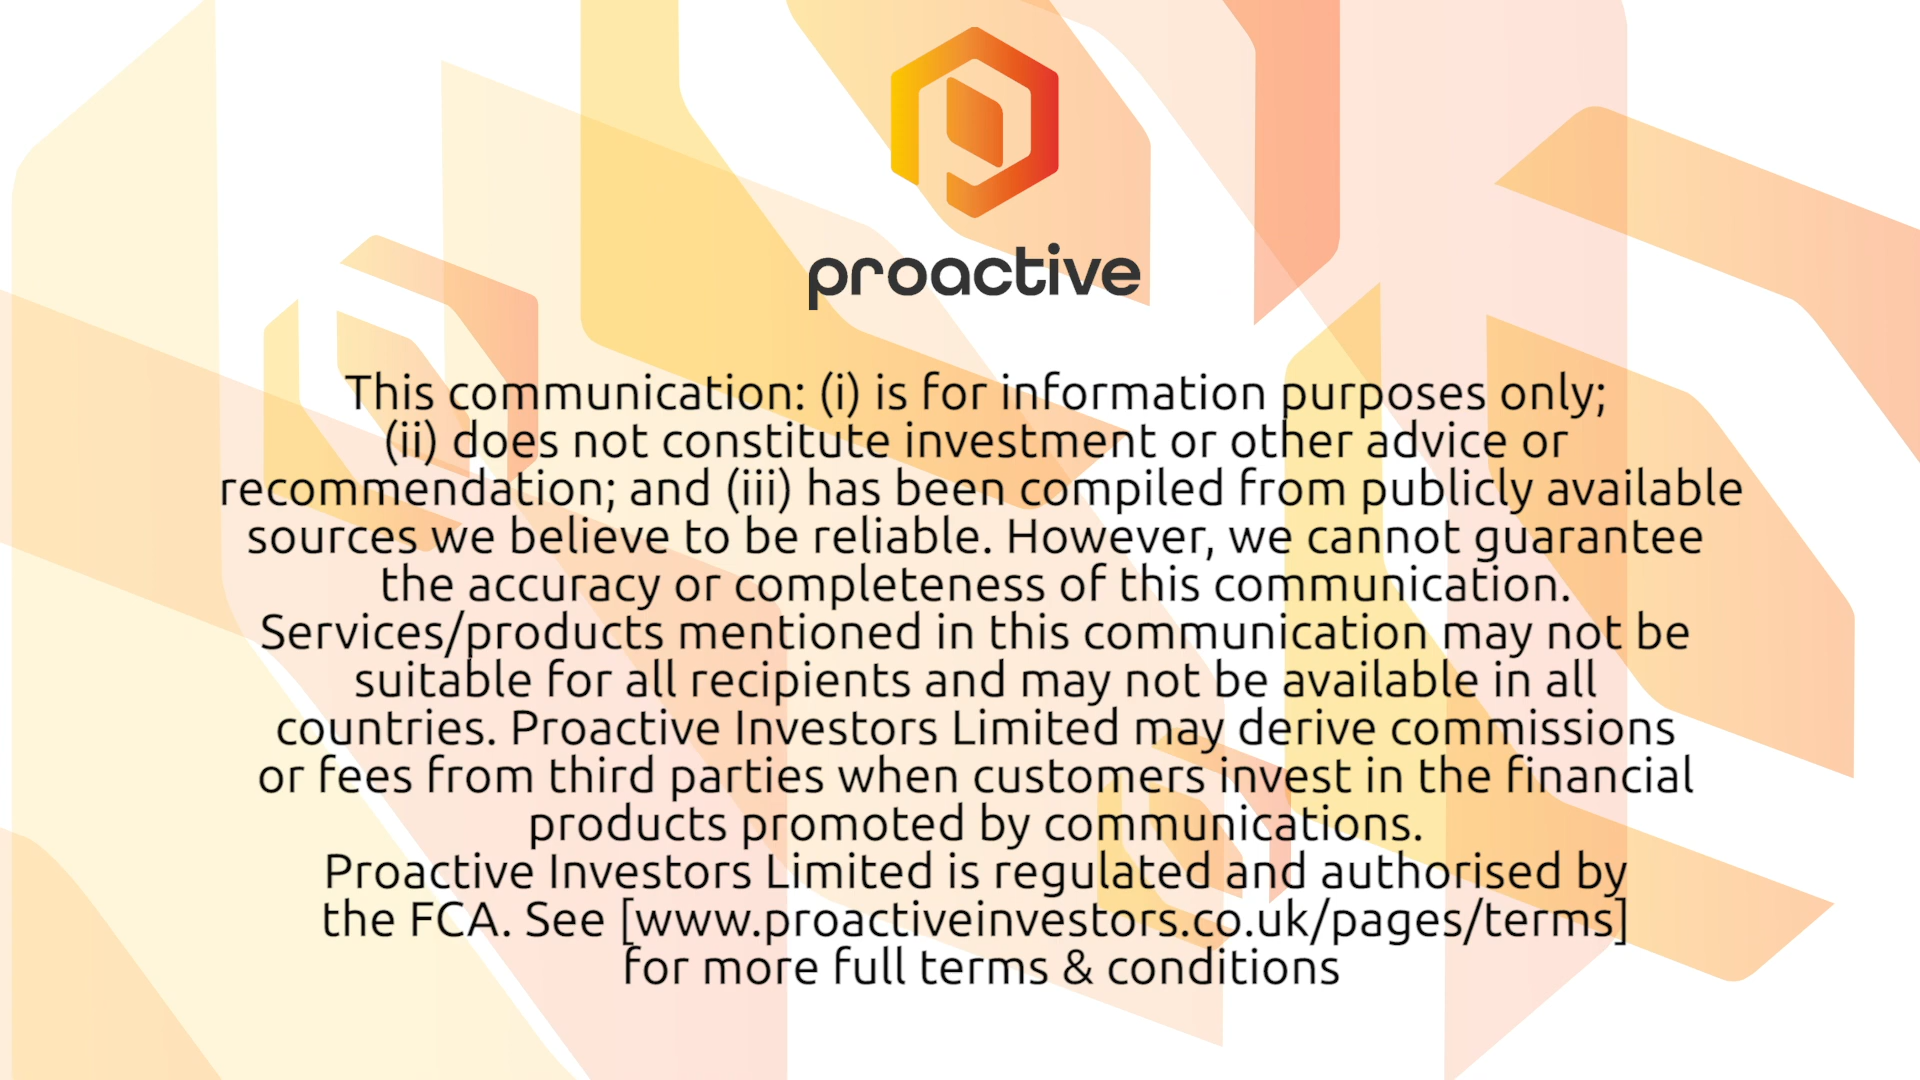 proactive
This communication: (i) is for information purposes only;
(ii) does not constitute investment or other advice or
recommendation; and (iii) has been compiled from publicly available
sources we believe to be reliable. However, we cannot guarantee
the accuracy or completeness of this communication.
Services/products mentioned in this communication may not be
suitable for all recipients and may not be available in all
countries. Proactive Investors Limited may derive commissions
or fees from third parties when customers invest in the financial
products promoted by communications.
Proactive Investors Limited is regulated and authorised by
the FCA. See [www.proactiveinvestors.co.uk/pages/terms]
for more full terms & conditions